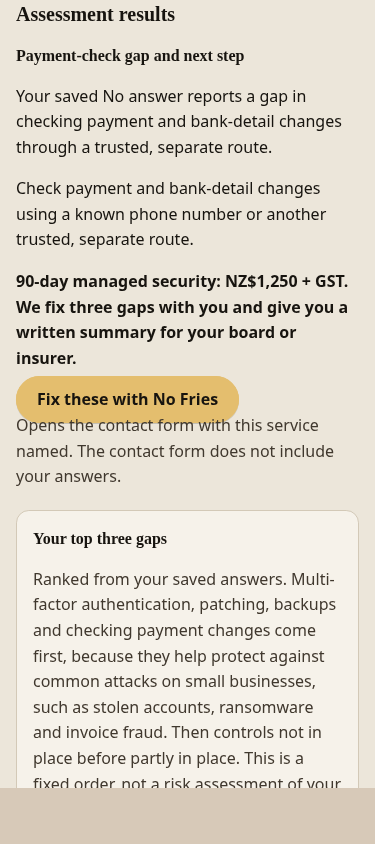 Assessment results
Payment-check gap and next step
Your saved No answer reports a gap in
checking payment and bank-detail changes
through a trusted, separate route.
Check payment and bank-detail changes
using a known phone number or another
trusted, separate route.
90-day managed security: NZ$1,250 + GST.
We fix three gaps with you and give you a
written summary for your board or
insurer.
Fix these with No Fries
Opens the contact form with this service
named. The contact form does not include
your answers.
Your top three gaps
Ranked from your saved answers. Multi-
factor authentication, patching, backups
and checking payment changes come
first, because they help protect against
common attacks on small businesses,
such as stolen accounts, ransomware
and invoice fraud. Then controls not in
place before partly in place. This is a
fixed order, not a risk assessment of your